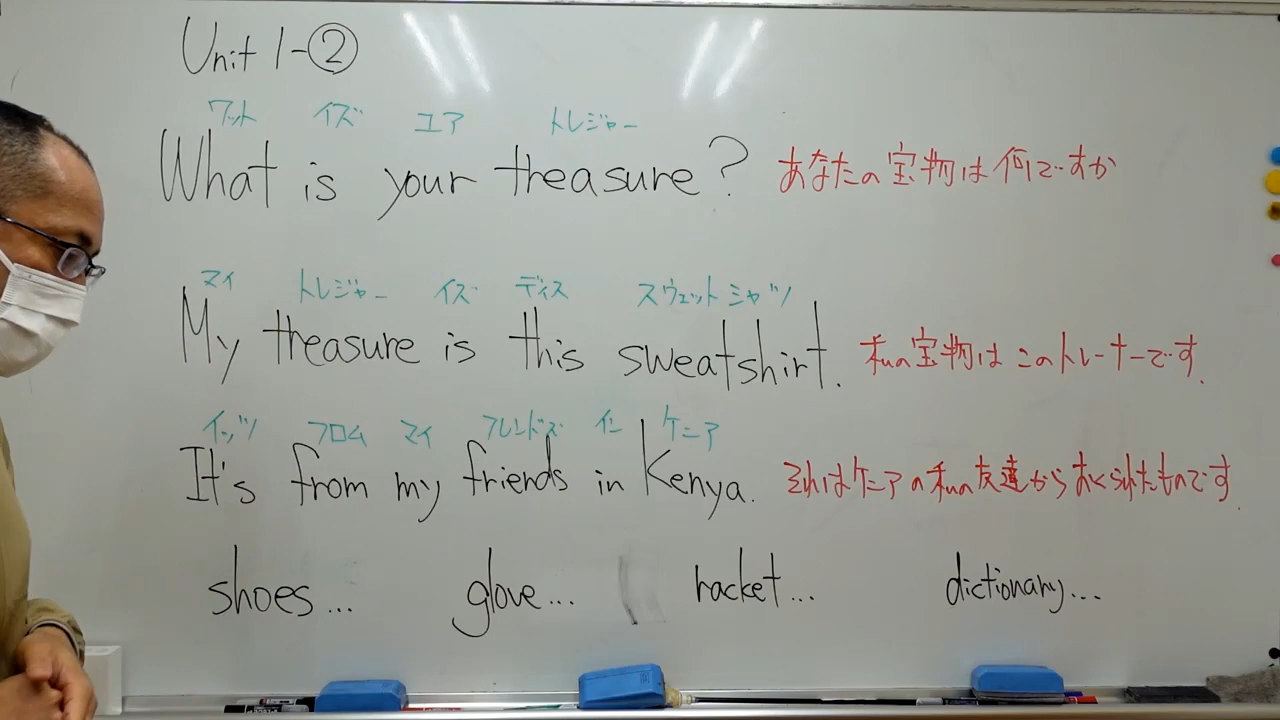 Unit 1-②
ワット イズ ユア トレジャー
What is your treasure? あなたの宝物は何ですか
マイ トレジャー イズ ディス スウェットシャツ
My treasure is this sweatshirt. 私の宝物はこのトレーナーです.
イッツ フロム マイ フレンドズ イン ケニア
It's from my friends in Kenya. それはケニアの私の友達からおくられたものです.
shoes... glove... racket... dictionary...